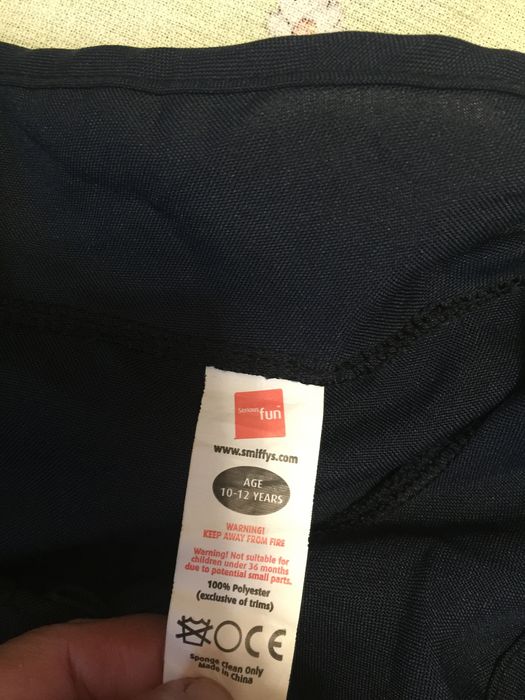 Serious
fun
www.smiffys.com
AGE
10-12 YEARS
WARNING!
KEEP AWAY FROM FIRE
Warning! Not suitable for
children under 36 months
due to potential small parts.
100% Polyester
(exclusive of trims)
CE
Sponge Clean Only
Made in China